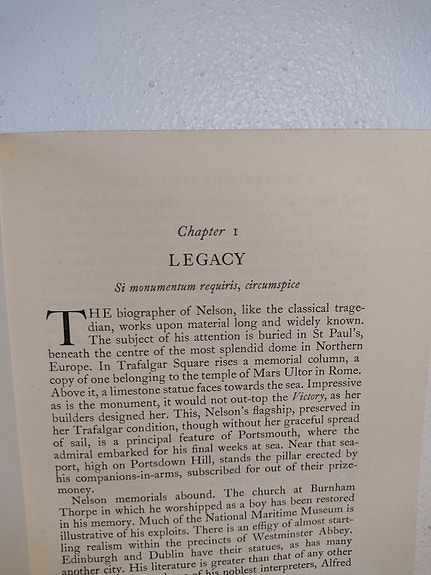 Chapter 1
LEGACY
Si monumentum requiris, circumspice
THE biographer of Nelson, like the classical trage-
dian, works upon material long and widely known.
The subject of his attention is buried in St Paul's,
beneath the centre of the most splendid dome in Northern
Europe. In Trafalgar Square rises a memorial column, a
copy of one belonging to the temple of Mars Ultor in Rome.
Above it, a limestone statue faces towards the sea. Impressive
as is the monument, it would not out-top the Victory, as her
builders designed her. This, Nelson's flagship, preserved in
her Trafalgar condition, though without her graceful spread
of sail, is a principal feature of Portsmouth, where the
admiral embarked for his final weeks at sea. Near that sea-
port, high on Portsdown Hill, stands the pillar erected by
his companions-in-arms, subscribed for out of their prize-
money.
Nelson memorials abound. The church at Burnham
Thorpe in which he worshipped as a boy has been restored
in his memory. Much of the National Maritime Museum is
illustrative of his exploits. There is an effigy of almost start-
ling realism within the precincts of Westminster Abbey.
Edinburgh and Dublin have their statues, as has many
another city. His literature is greater than that of any other
of his noblest interpreters, Alfred